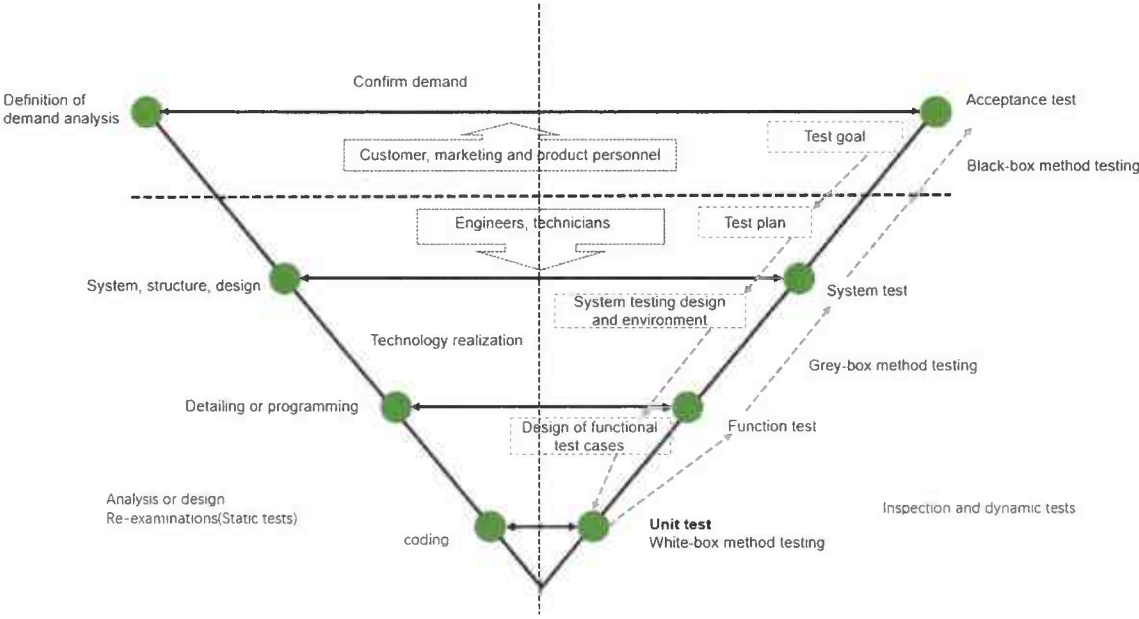 Confirm demand
Definition of
demand analysis
Acceptance test
Test goal
Customer, marketing and product personnel
Black-box method testing
Engineers, technicians
Test plan
System, structure, design
System test
System testing design
and environment
Technology realization
Grey-box method testing
Detailing or programming
Design of functional
test cases
Function test
Analysis or design
Re-examinations(Static tests)
Inspection and dynamic tests
coding
Unit test
White-box method testing